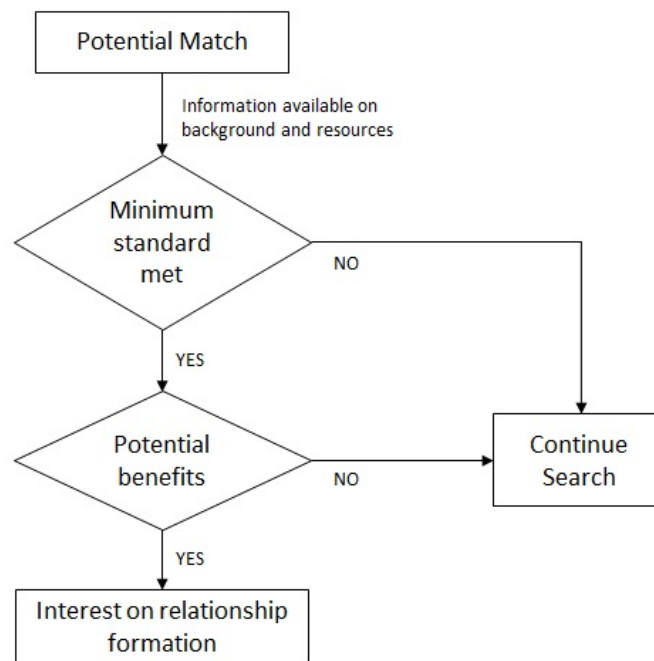 Potential Match
Information available on
background and resources
Minimum
standard
met
NO
YES
Potential
benefits
NO
Continue
Search
YES
Interest on relationship
formation